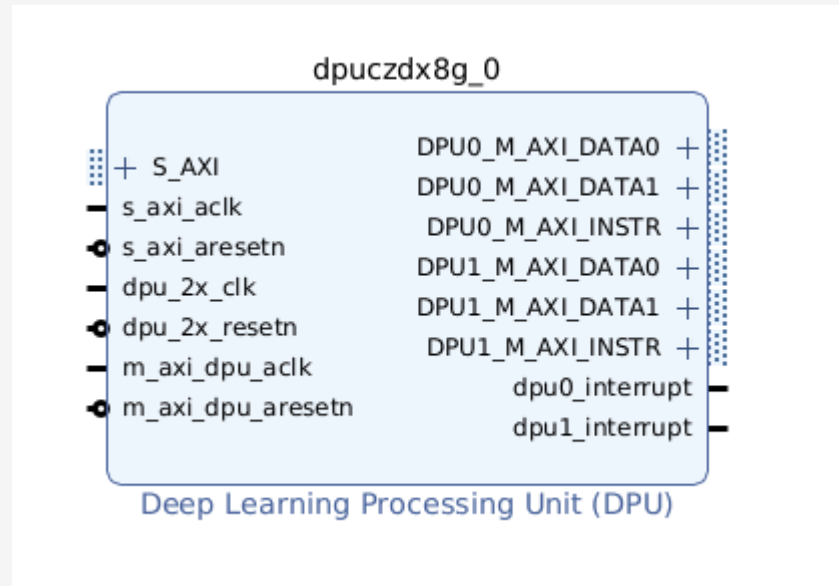 dpuczdx8g_0
S_AXI
s_axi_aclk
s_axi_aresetn
dpu_2x_clk
dpu_2x_resetn
m_axi_dpu_aclk
m_axi_dpu_aresetn
DPU0_M_AXI_DATA0
DPU0_M_AXI_DATA1
DPU0_M_AXI_INSTR
DPU1_M_AXI_DATA0
DPU1_M_AXI_DATA1
DPU1_M_AXI_INSTR
dpu0_interrupt
dpu1_interrupt
Deep Learning Processing Unit (DPU)